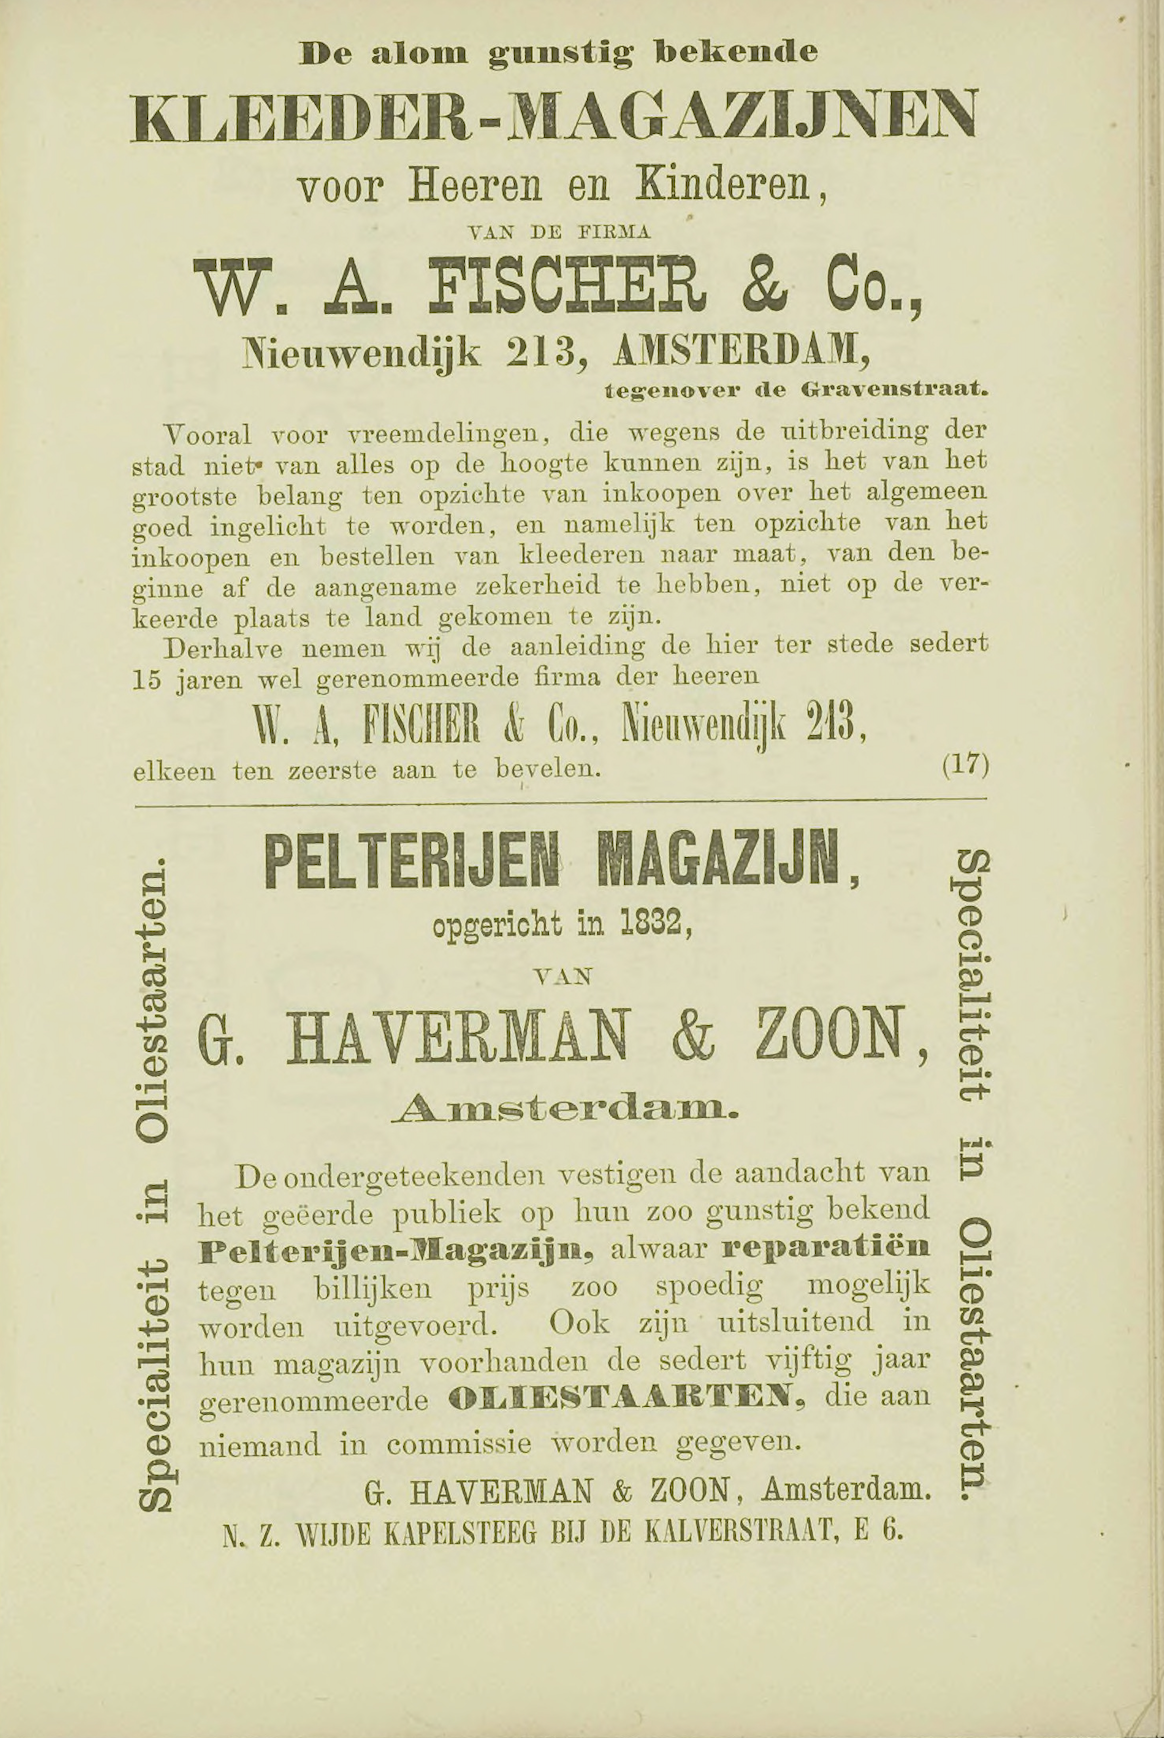 De alom gunstig bekende
KLEEDER-MAGAZIJNEN
voor Heeren en Kinderen,
VAN DE FIRMA
W. A. FISCHER & Co.,
Nieuwendijk 213, AMSTERDAM,
tegenover de Gravenstraat.
Vooral voor vreemdelingen, die wegens de uitbreiding der
stad niet van alles op de hoogte kunnen zijn, is het van het
grootste belang ten opzichte van inkoopen over het algemeen
goed ingelicht te worden, en namelijk ten opzichte van het
inkoopen en bestellen van kleederen naar maat, van den be-
ginne af de aangename zekerheid te hebben, niet op de ver-
keerde plaats te land gekomen te zijn.
Derhalve nemen wij de aanleiding de hier ter stede sedert
15 jaren wel gerenommeerde firma der heeren
W. A. FISCHER & Co., Nieuwendijk 213,
elkeen ten zeerste aan te bevelen. (17)
Specialiteit in Oliestaarten.
PELTERIJEN MAGAZIJN,
opgericht in 1832,
VAN
G. HAVERMAN & ZOON,
Amsterdam.
De ondergeteekenden vestigen de aandacht van
het geëerde publiek op hun zoo gunstig bekend
Pelterijen-Magazijn, alwaar reparatiën
tegen billijken prijs zoo spoedig mogelijk
worden uitgevoerd. Ook zijn uitsluitend in
hun magazijn voorhanden de sedert vijftig jaar
gerenommeerde OLIESTAARTEN, die aan
niemand in commissie worden gegeven.
G. HAVERMAN & ZOON, Amsterdam.
N. Z. WIJDE KAPELSTEEG BIJ DE KALVERSTRAAT, E 6.
Specialiteit in Oliestaarten.